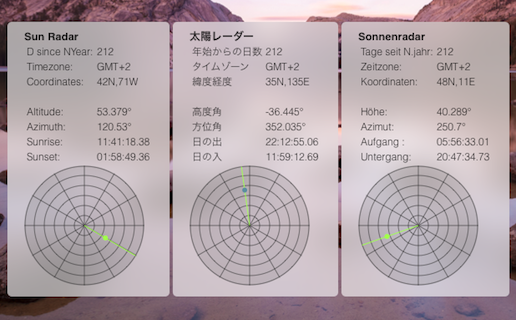 Sun Radar
D since NYear: 212
Timezone: GMT+2
Coordinates: 42N,71W
Altitude: 53.379°
Azimuth: 120.53°
Sunrise: 11:41:18.38
Sunset: 01:58:49.36
太陽レーダー
年始からの日数 212
タイムゾーン GMT+2
緯度経度 35N,135E
高度角 -36.445°
方位角 352.035°
日の出 22:12:55.06
日の入 11:59:12.69
Sonnenradar
Tage seit N.jahr: 212
Zeitzone: GMT+2
Koordinaten: 48N,11E
Höhe: 40.289°
Azimut: 250.7°
Aufgang : 05:56:33.01
Untergang: 20:47:34.73